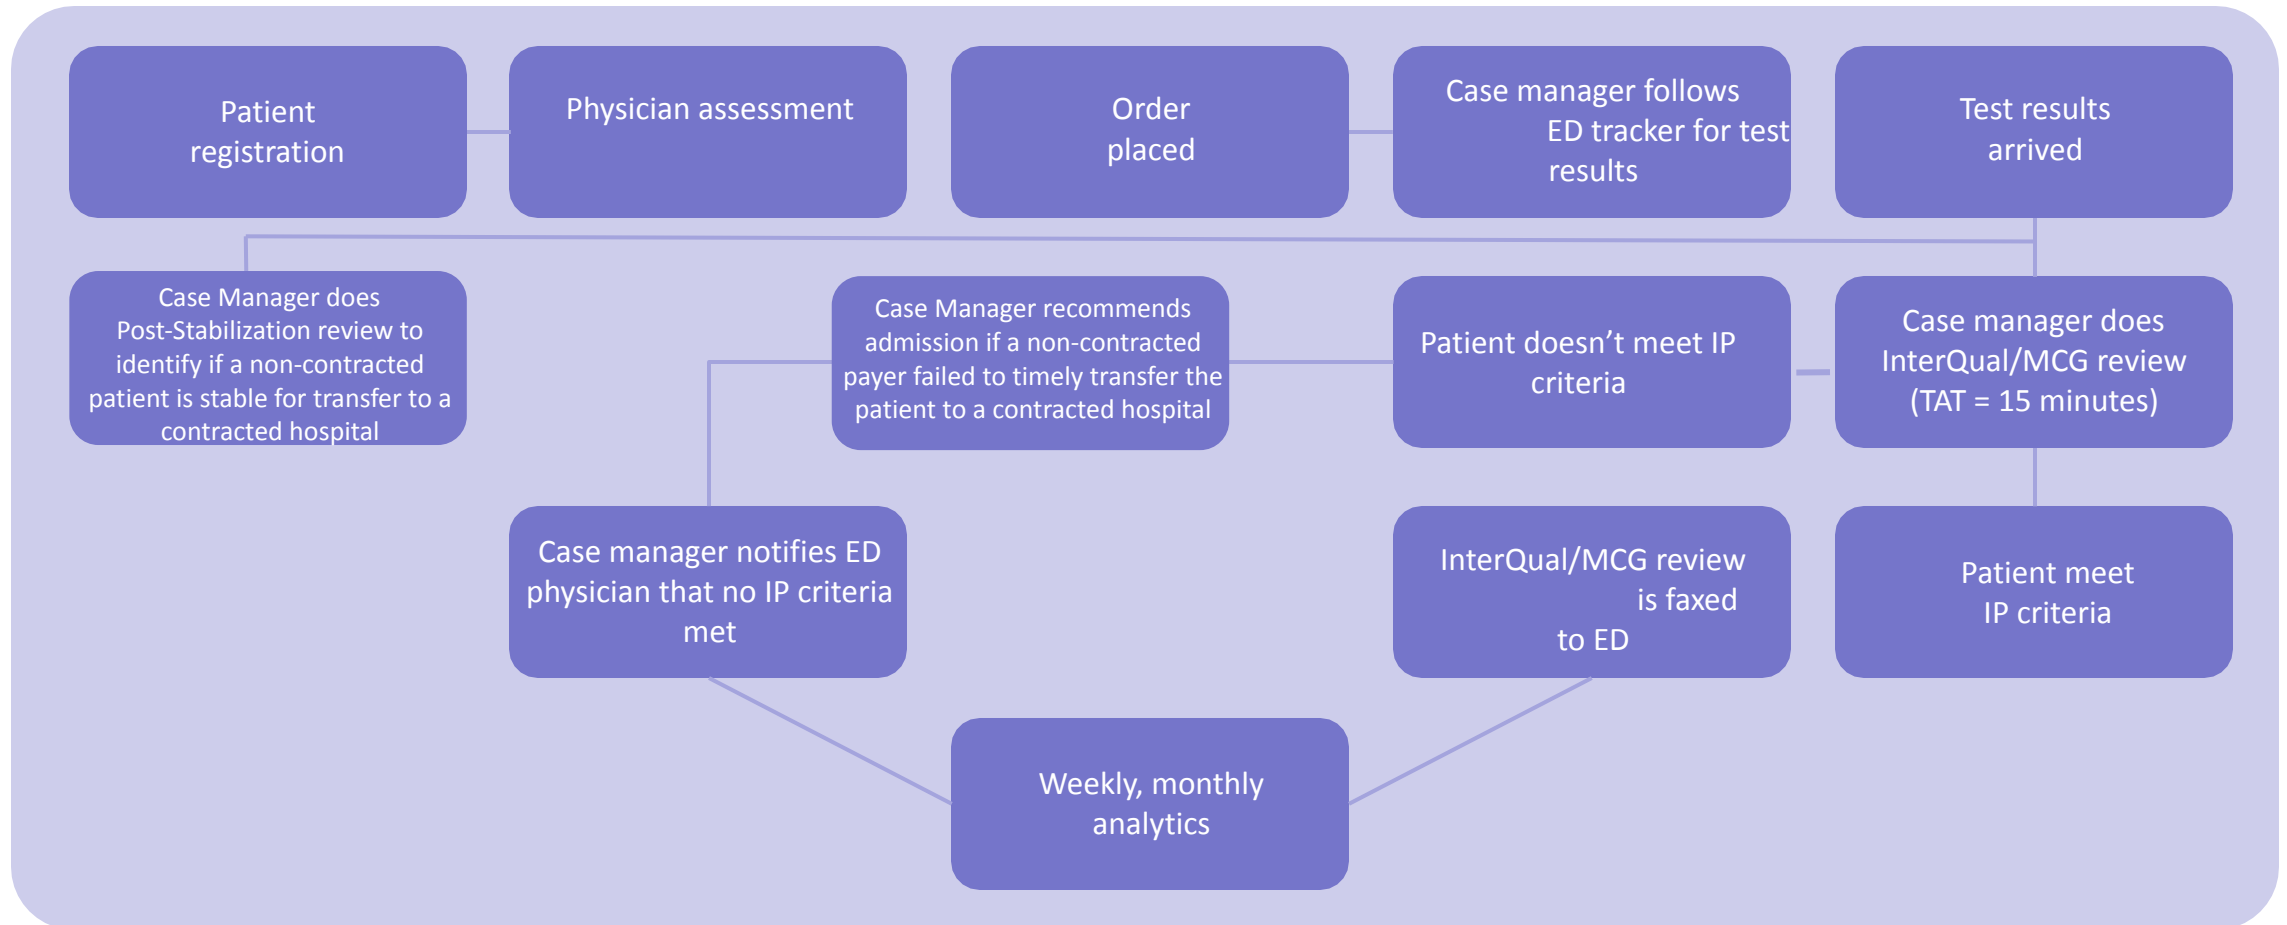 Patient
registration
Physician assessment
Order
placed
Case manager follows
ED tracker for test
results
Test results
arrived
Case Manager does
Post-Stabilization review to
identify if a non-contracted
patient is stable for transfer to a
contracted hospital
Case Manager recommends
admission if a non-contracted
payer failed to timely transfer the
patient to a contracted hospital
Patient doesn’t meet IP
criteria
Case manager does
InterQual/MCG review
(TAT = 15 minutes)
Case manager notifies ED
physician that no IP criteria
met
InterQual/MCG review
is faxed
to ED
Patient meet
IP criteria
Weekly, monthly
analytics